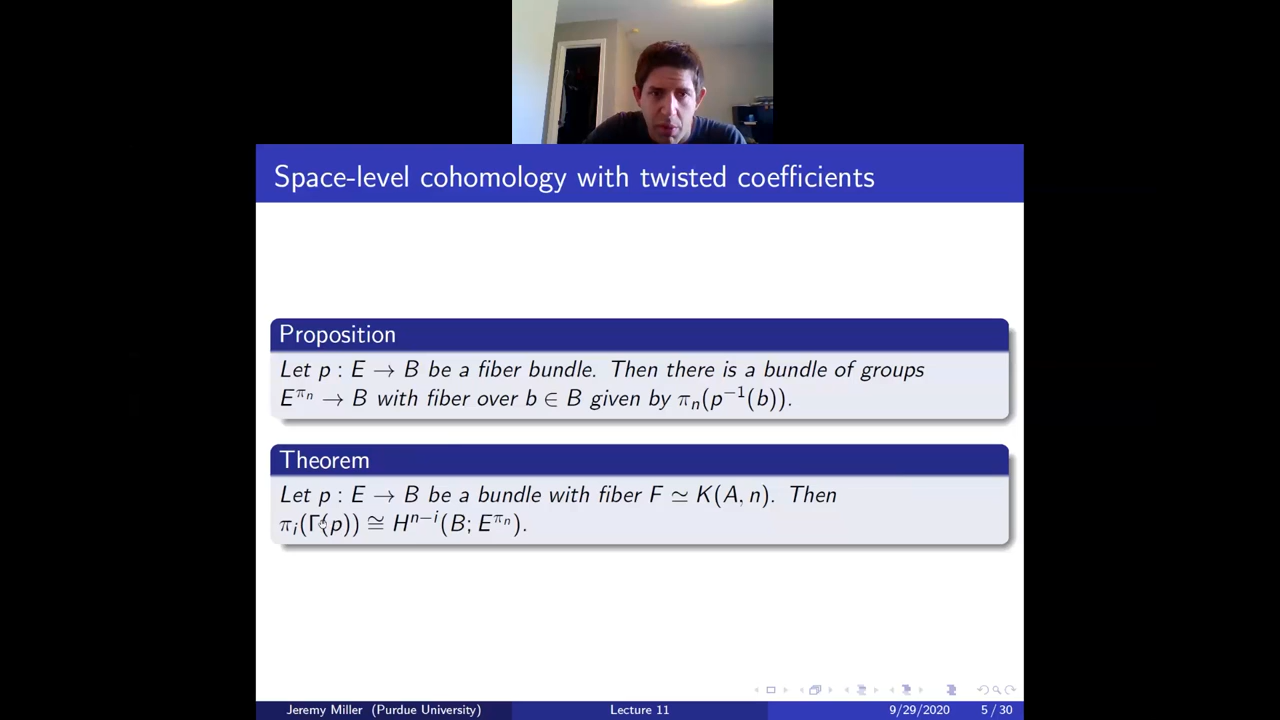 Space-level cohomology with twisted coefficients
Proposition
Let p : E → B be a fiber bundle. Then there is a bundle of groups
E^{π_n} → B with fiber over b ∈ B given by π_n(p^{-1}(b)).
Theorem
Let p : E → B be a bundle with fiber F ≃ K(A, n). Then
π_i(Γ(p)) ≅ H^{n−i}(B; E^{π_n}).
Jeremy Miller (Purdue University) Lecture 11 9/29/2020 5 / 30